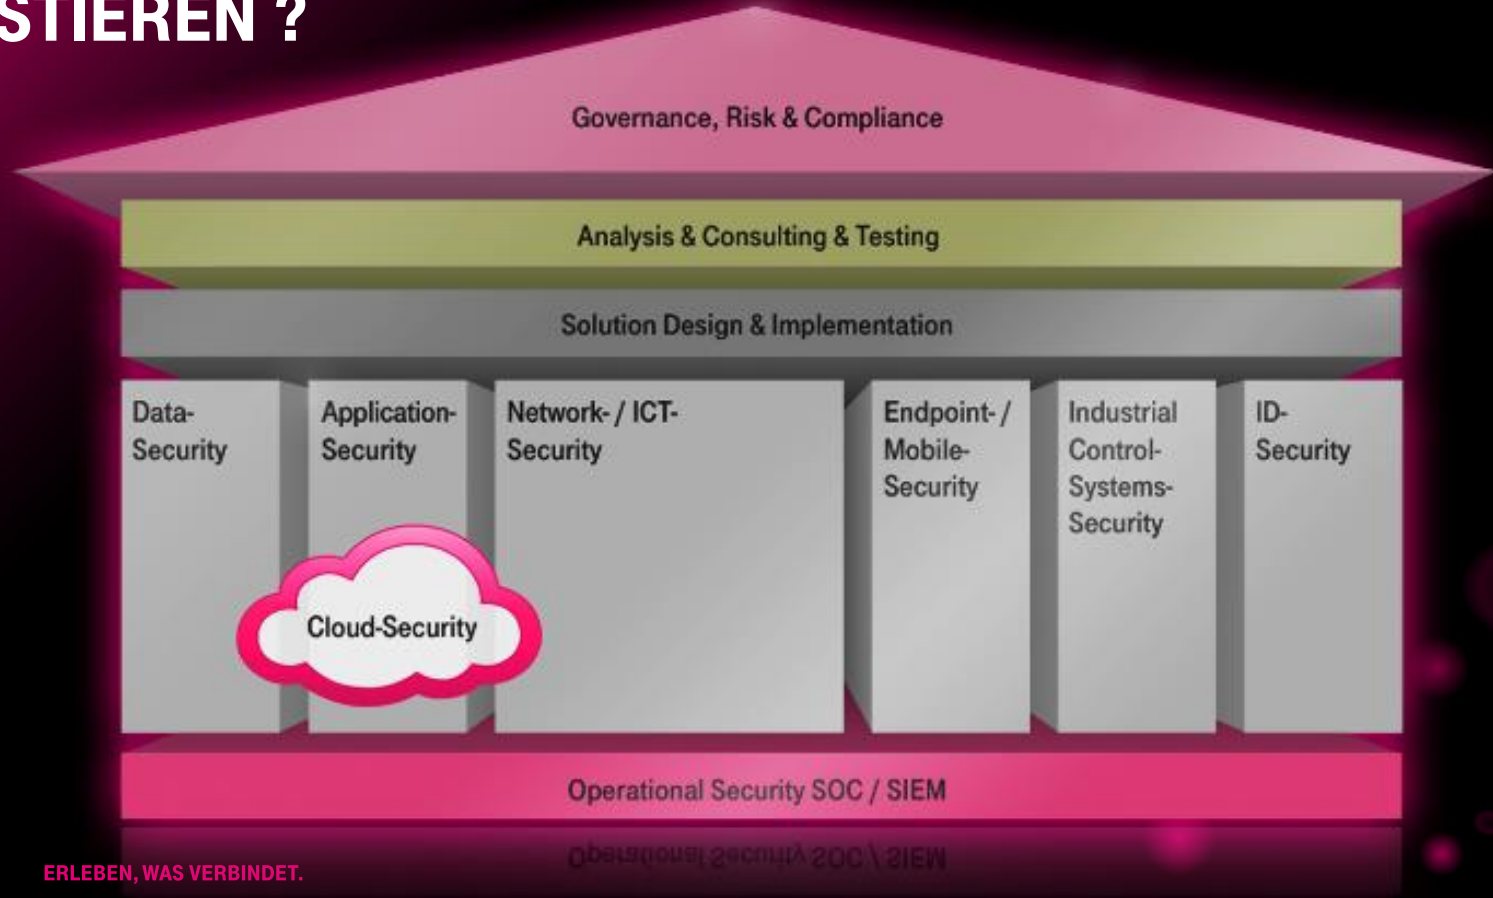 STIEREN ?
Governance, Risk & Compliance
Analysis & Consulting & Testing
Solution Design & Implementation
Data-
Security
Application-
Security
Network- / ICT-
Security
Endpoint- /
Mobile-
Security
Industrial
Control-
Systems-
Security
ID-
Security
Cloud-Security
Operational Security SOC / SIEM
ERLEBEN, WAS VERBINDET.